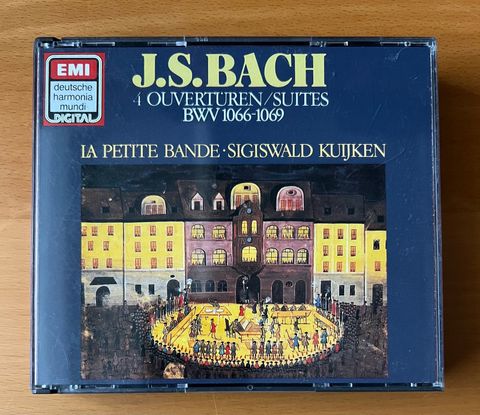 EMI
deutsche
harmonia
mundi
DIGITAL
J.S.BACH
4 OUVERTUREN/SUITES
BWV 1066-1069
LA PETITE BANDE · SIGISWALD KUIJKEN